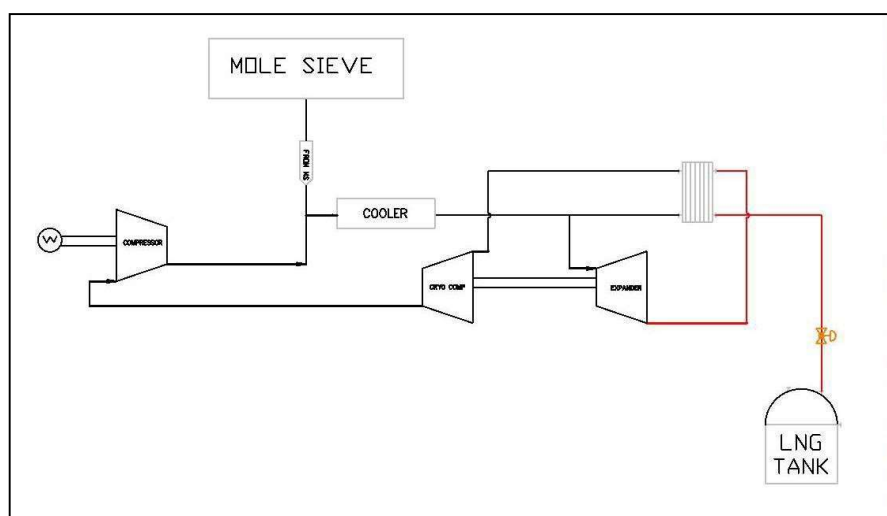 MOLE SIEVE
FROM MS
COOLER
COMPRESSOR
CRYO COMP
EXPANDER
LNG
TANK